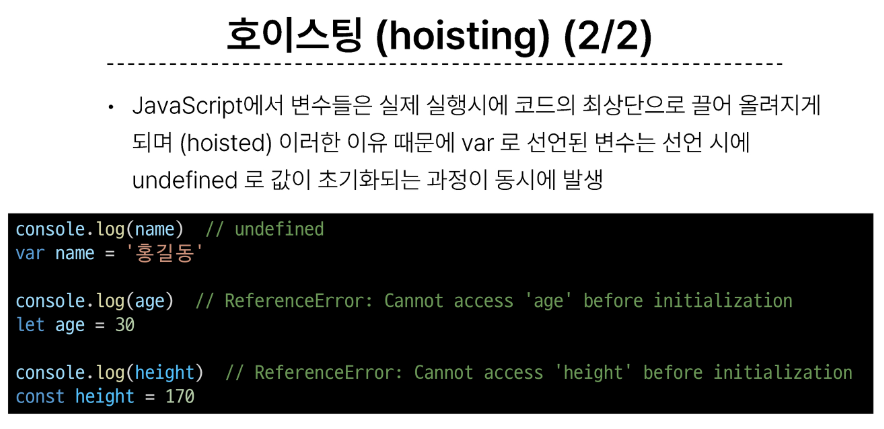 호이스팅 (hoisting) (2/2)
• JavaScript에서 변수들은 실제 실행시에 코드의 최상단으로 끌어 올려지게
되며 (hoisted) 이러한 이유 때문에 var 로 선언된 변수는 선언 시에
undefined 로 값이 초기화되는 과정이 동시에 발생
console.log(name)  // undefined
var name = '홍길동'
console.log(age)  // ReferenceError: Cannot access 'age' before initialization
let age = 30
console.log(height)  // ReferenceError: Cannot access 'height' before initialization
const height = 170